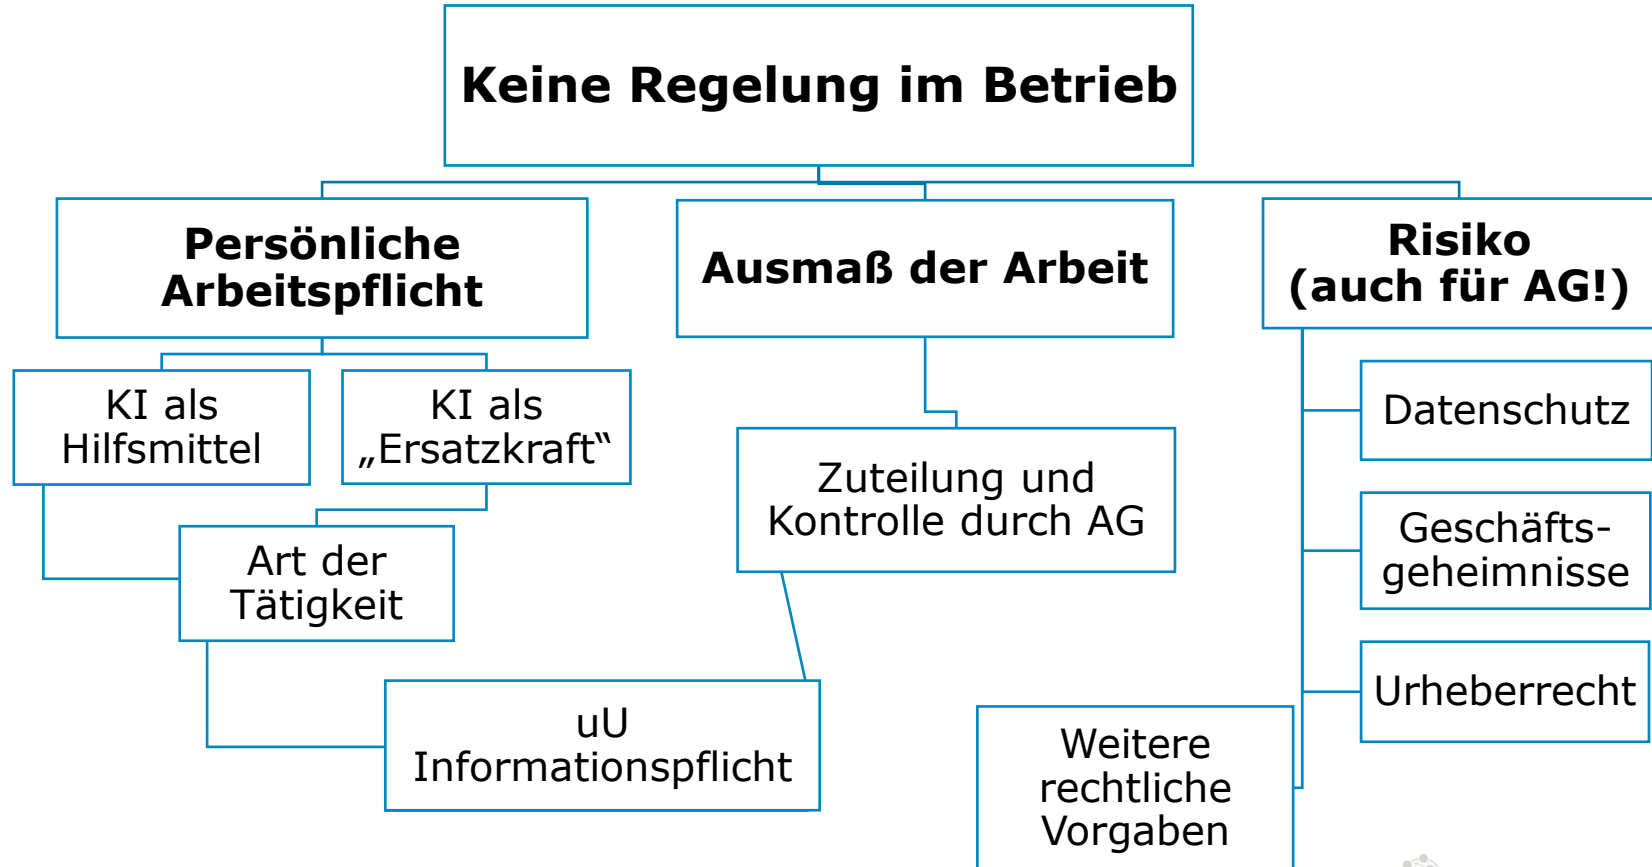 Keine Regelung im Betrieb
Persönliche
Arbeitspflicht
Ausmaß der Arbeit
Risiko
(auch für AG!)
KI als
Hilfsmittel
KI als
„Ersatzkraft“
Art der
Tätigkeit
uU
Informationspflicht
Zuteilung und
Kontrolle durch AG
Datenschutz
Geschäfts-
geheimnisse
Urheberrecht
Weitere
rechtliche
Vorgaben